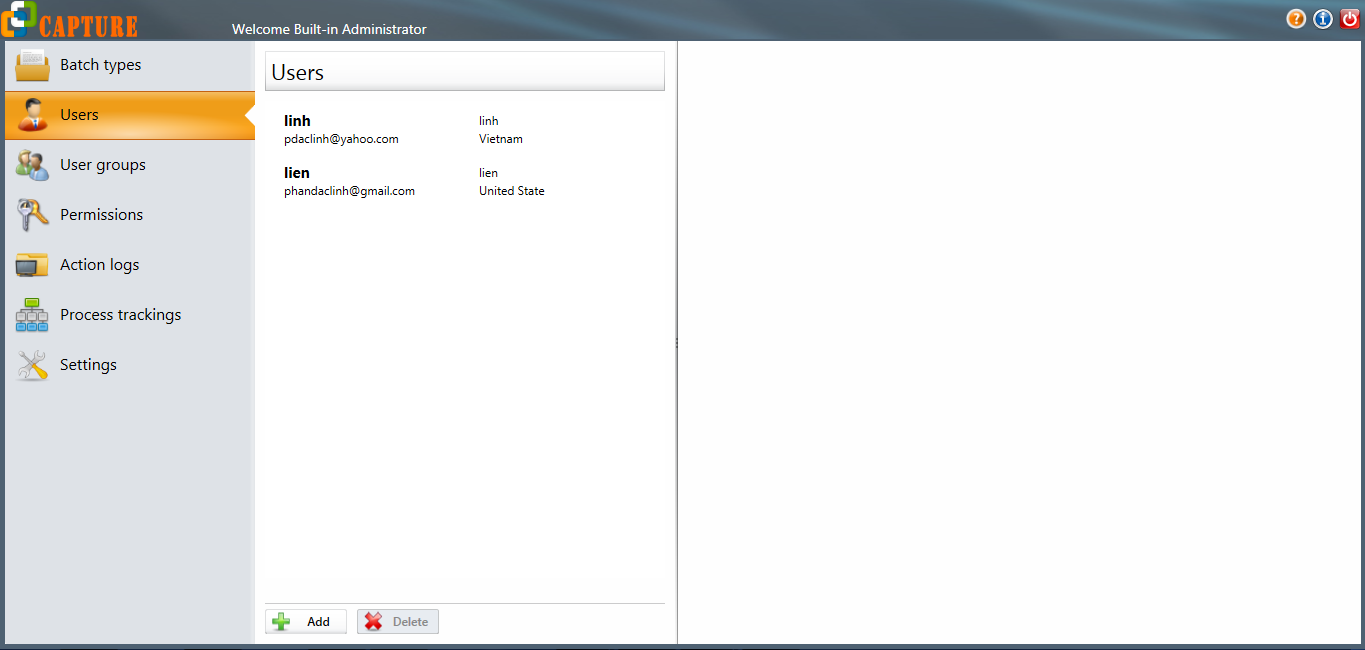 CAPTURE
Welcome Built-in Administrator
Batch types
Users
User groups
Permissions
Action logs
Process trackings
Settings
Users
linh linh
pdaclinh@yahoo.com Vietnam
lien lien
phandaclinh@gmail.com United State
Add Delete